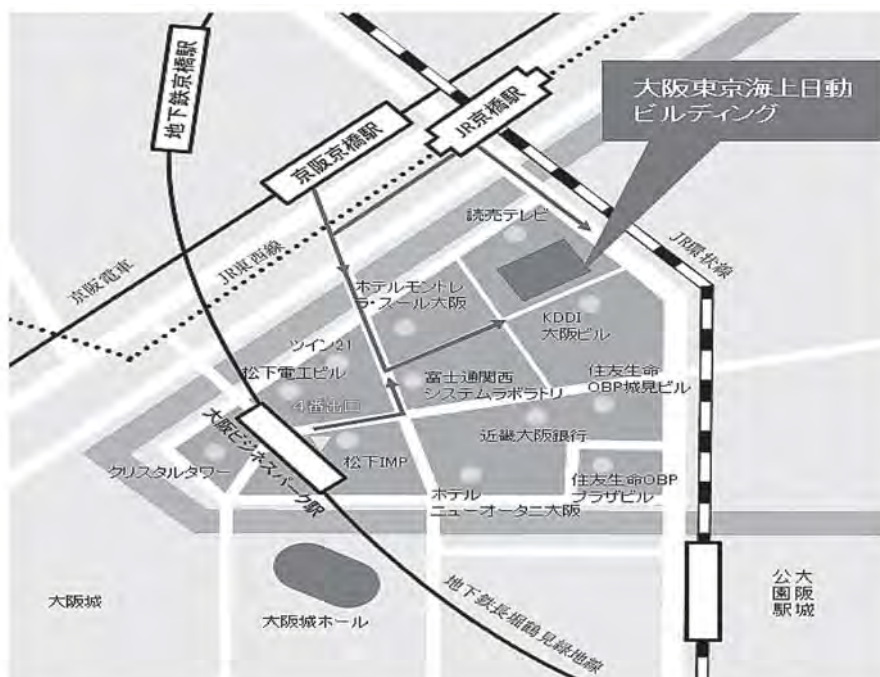 地下鉄京橋駅
京阪京橋駅
JR京橋駅
大阪東京海上日動
ビルディング
読売テレビ
JR環状線
京阪電車
JR東西線
ホテルモントレ
ラ・スール大阪
KDDI
大阪ビル
ツイン21
松下電工ビル
4番出口
富士通関西
システムラボラトリ
住友生命
OBP城見ビル
大阪ビジネスパーク駅
近畿大阪銀行
クリスタルタワー
松下IMP
ホテル
ニューオータニ大阪
住友生命OBP
プラザビル
大阪城
大阪城ホール
地下鉄長堀鶴見緑地線
大阪城
公園駅